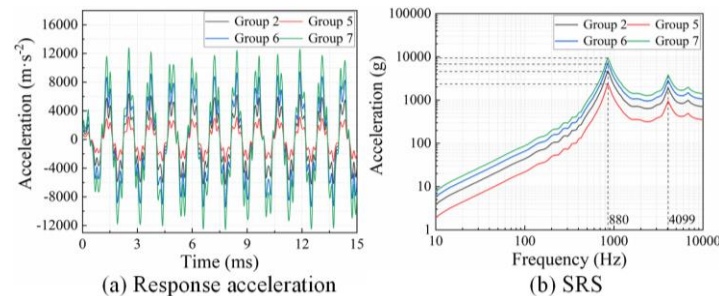 Group 2 Group 5
Group 6 Group 7
16000
12000
8000
4000
0
-4000
-8000
-12000
Acceleration (m·s⁻²)
0 3 6 9 12 15
Time (ms)
(a) Response acceleration
Group 2 Group 5
Group 6 Group 7
100000
10000
1000
100
10
1
Acceleration (g)
880 4099
10 100 1000 10000
Frequency (Hz)
(b) SRS